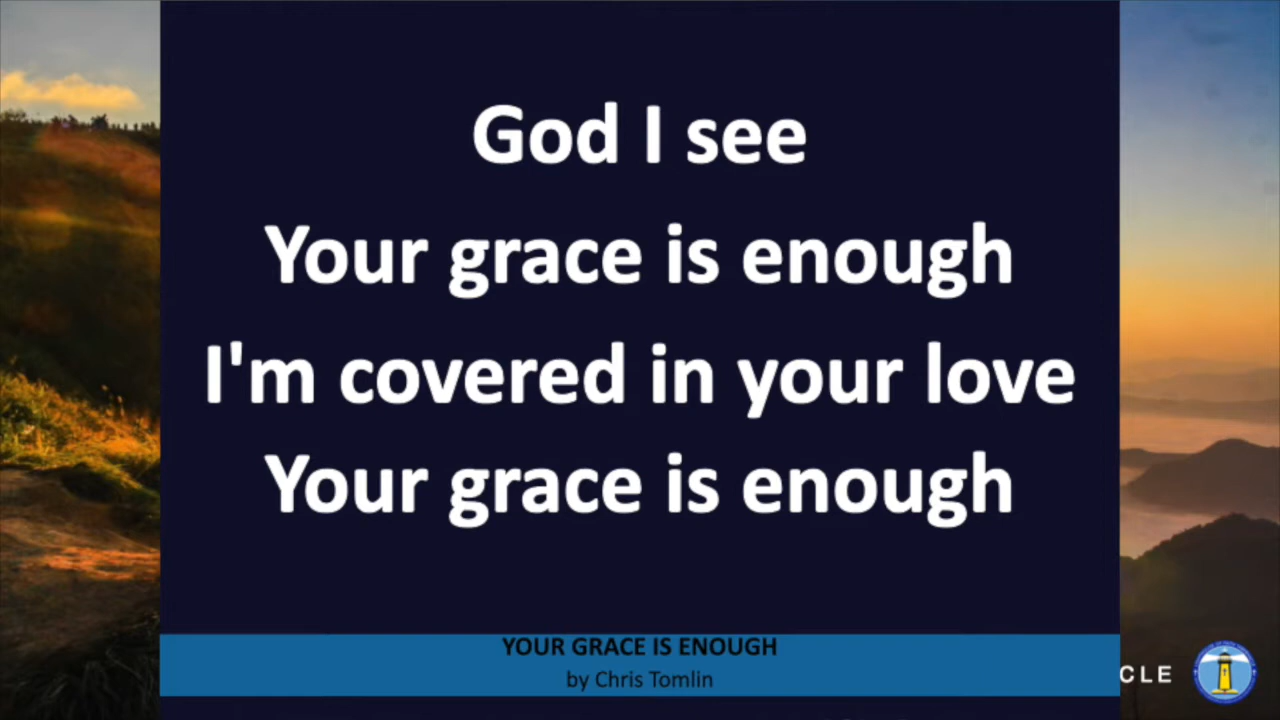 God I see
Your grace is enough
I'm covered in your love
Your grace is enough
YOUR GRACE IS ENOUGH
by Chris Tomlin
CLE